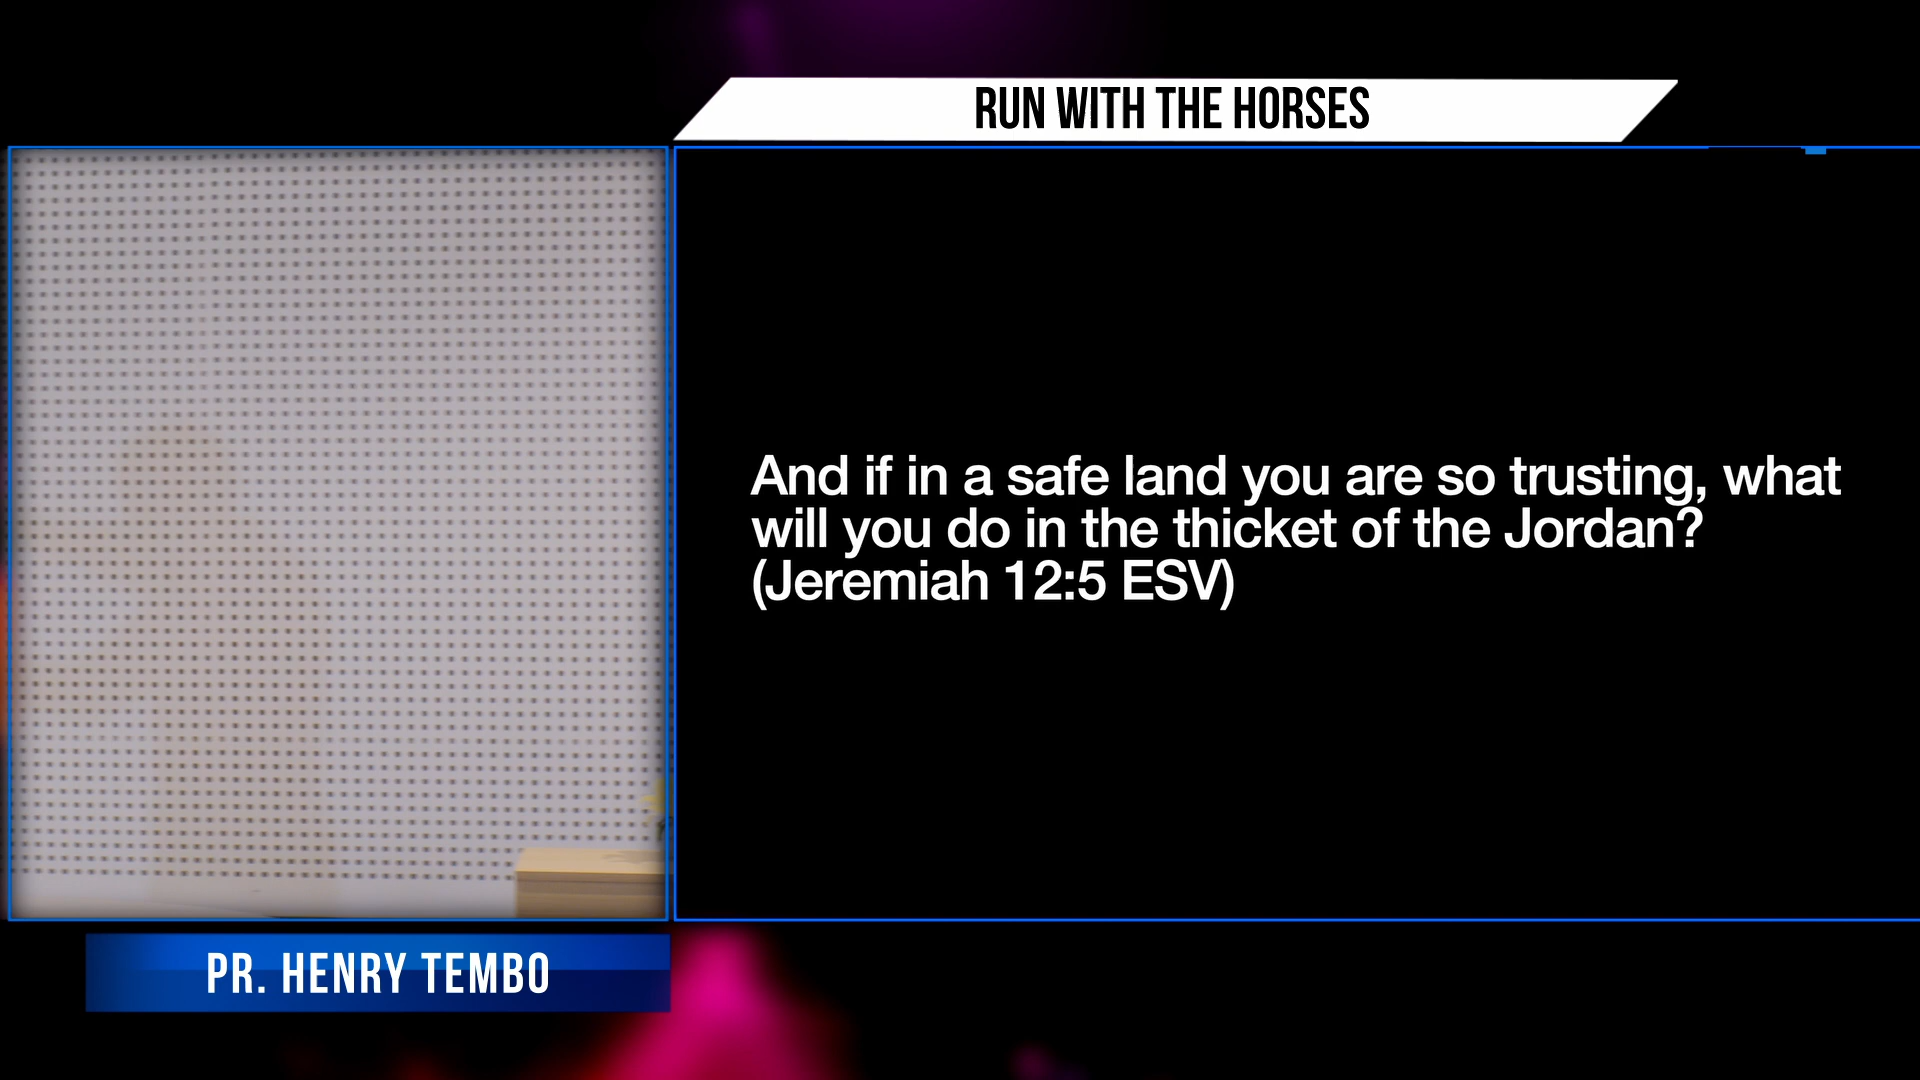 RUN WITH THE HORSES
And if in a safe land you are so trusting, what
will you do in the thicket of the Jordan?
(Jeremiah 12:5 ESV)
PR. HENRY TEMBO